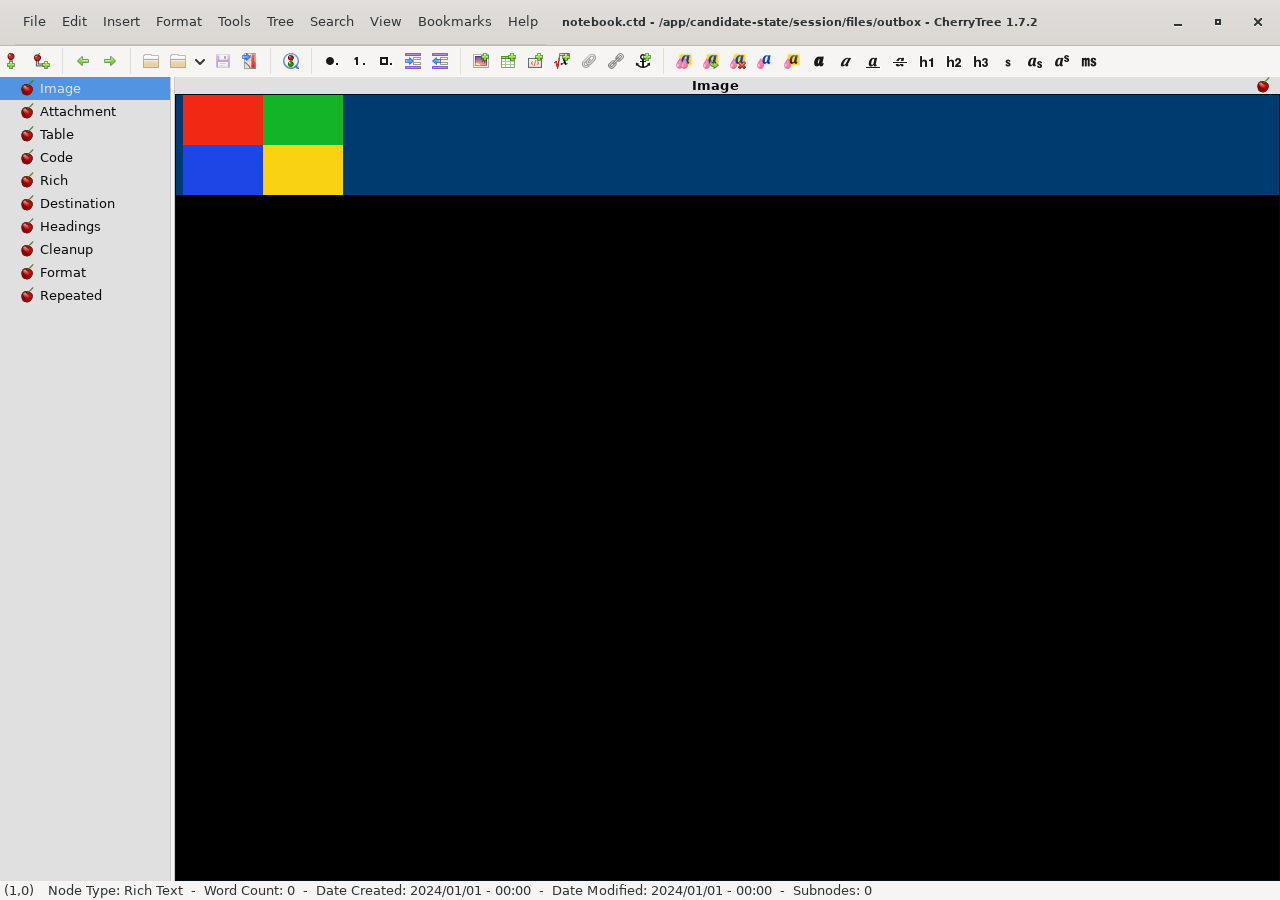 File Edit Insert Format Tools Tree Search View Bookmarks Help notebook.ctd - /app/candidate-state/session/files/outbox - CherryTree 1.7.2
1. a a a a a a a a a h1 h2 h3 s as as ms
Image
Image
Attachment
Table
Code
Rich
Destination
Headings
Cleanup
Format
Repeated
(1,0) Node Type: Rich Text - Word Count: 0 - Date Created: 2024/01/01 - 00:00 - Date Modified: 2024/01/01 - 00:00 - Subnodes: 0